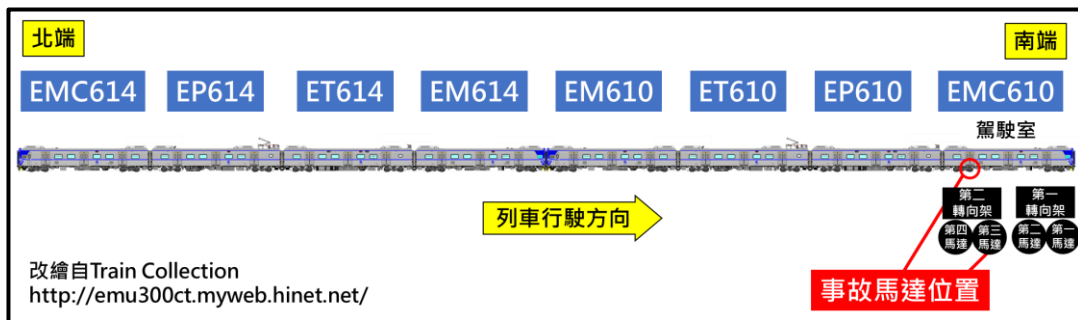 北端
南端
EMC614
EP614
ET614
EM614
EM610
ET610
EP610
EMC610
駕駛室
列車行駛方向
第二
轉向架
第一
轉向架
第四
馬達
第三
馬達
第二
馬達
第一
馬達
事故馬達位置
改繪自Train Collection
http://emu300ct.myweb.hinet.net/